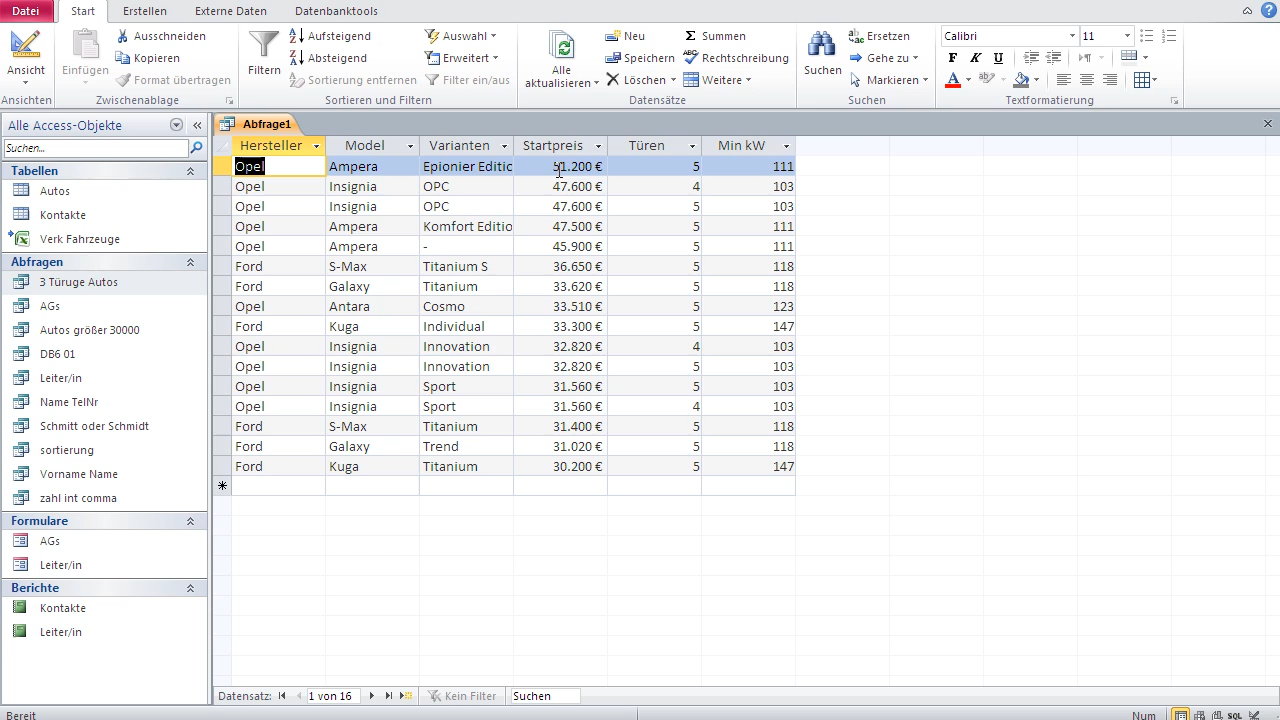 Datei Start Erstellen Externe Daten Datenbanktools
Ansicht
Ansichten
Einfügen
Ausschneiden
Kopieren
Format übertragen
Zwischenablage
Filtern
Aufsteigend
Absteigend
Sortierung entfernen
Auswahl
Erweitert
Filter ein/aus
Sortieren und Filtern
Alle
aktualisieren
Neu
Speichern
Löschen
Summen
Rechtschreibung
Weitere
Datensätze
Suchen
Ersetzen
Gehe zu
Markieren
Suchen
Calibri 11
F K U
Textformatierung
Alle Access-Objekte
Suchen...
Tabellen
Autos
Kontakte
Verk Fahrzeuge
Abfragen
3 Türuge Autos
AGs
Autos größer 30000
DB6 01
Leiter/in
Name TelNr
Schmitt oder Schmidt
sortierung
Vorname Name
zahl int comma
Formulare
AGs
Leiter/in
Berichte
Kontakte
Leiter/in
Abfrage1
Hersteller Model Varianten Startpreis Türen Min kW
Opel Ampera Epionier Editic 51.200 € 5 111
Opel Insignia OPC 47.600 € 4 103
Opel Insignia OPC 47.600 € 5 103
Opel Ampera Komfort Editio 47.500 € 5 111
Opel Ampera - 45.900 € 5 111
Ford S-Max Titanium S 36.650 € 5 118
Ford Galaxy Titanium 33.620 € 5 118
Opel Antara Cosmo 33.510 € 5 123
Ford Kuga Individual 33.300 € 5 147
Opel Insignia Innovation 32.820 € 4 103
Opel Insignia Innovation 32.820 € 5 103
Opel Insignia Sport 31.560 € 5 103
Opel Insignia Sport 31.560 € 4 103
Ford S-Max Titanium 31.400 € 5 118
Ford Galaxy Trend 31.020 € 5 118
Ford Kuga Titanium 30.200 € 5 147
Datensatz: 1 von 16 Kein Filter Suchen
Bereit Num SQL